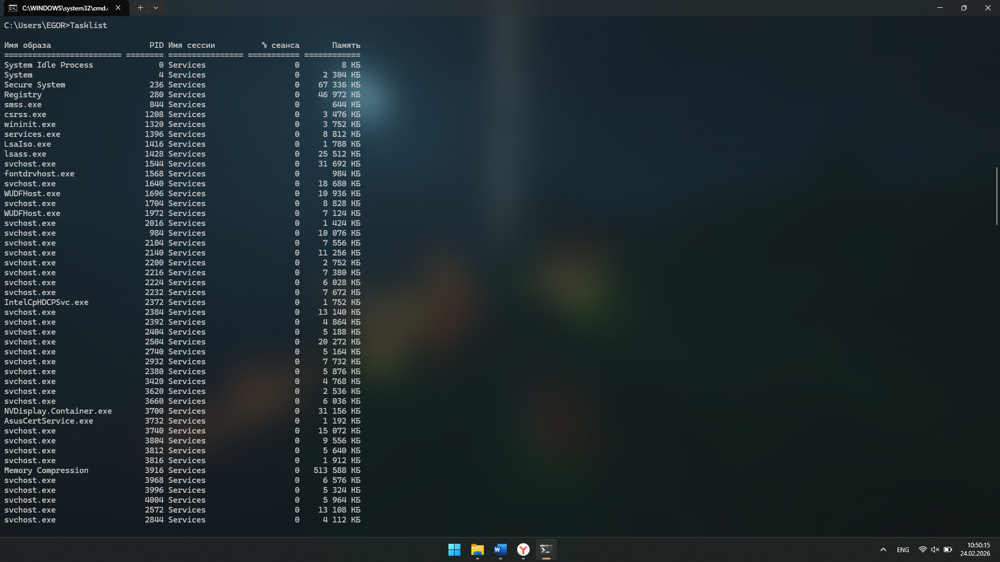 C:\WINDOWS\system32\cmd.
C:\Users\EGOR>Tasklist
Имя образа                     PID Имя сессии          № сеанса       Память
========================= ======== ================ =========== ============
System Idle Process              0 Services                   0         8 КБ
System                           4 Services                   0     2 304 КБ
Secure System                  236 Services                   0    67 336 КБ
Registry                       280 Services                   0    46 972 КБ
smss.exe                       844 Services                   0       644 КБ
csrss.exe                     1208 Services                   0     3 476 КБ
wininit.exe                   1320 Services                   0     3 752 КБ
services.exe                  1396 Services                   0     8 812 КБ
LsaIso.exe                    1416 Services                   0     1 788 КБ
lsass.exe                     1428 Services                   0    25 512 КБ
svchost.exe                   1544 Services                   0    31 692 КБ
fontdrvhost.exe               1568 Services                   0       984 КБ
svchost.exe                   1640 Services                   0    18 680 КБ
WUDFHost.exe                  1696 Services                   0    10 936 КБ
svchost.exe                   1704 Services                   0     8 828 КБ
WUDFHost.exe                  1972 Services                   0     7 124 КБ
svchost.exe                   2016 Services                   0     1 424 КБ
svchost.exe                    984 Services                   0    10 076 КБ
svchost.exe                   2104 Services                   0     7 556 КБ
svchost.exe                   2140 Services                   0    11 256 КБ
svchost.exe                   2200 Services                   0     2 752 КБ
svchost.exe                   2216 Services                   0     7 380 КБ
svchost.exe                   2224 Services                   0     6 028 КБ
svchost.exe                   2232 Services                   0     7 672 КБ
IntelCpHDCPSvc.exe            2372 Services                   0     1 752 КБ
svchost.exe                   2384 Services                   0    13 140 КБ
svchost.exe                   2392 Services                   0     4 864 КБ
svchost.exe                   2404 Services                   0     5 188 КБ
svchost.exe                   2504 Services                   0    20 272 КБ
svchost.exe                   2740 Services                   0     5 164 КБ
svchost.exe                   2932 Services                   0     7 732 КБ
svchost.exe                   2380 Services                   0     5 876 КБ
svchost.exe                   3420 Services                   0     4 768 КБ
svchost.exe                   3620 Services                   0     2 536 КБ
svchost.exe                   3660 Services                   0     6 036 КБ
NVDisplay.Container.exe       3700 Services                   0    31 156 КБ
AsusCertService.exe           3732 Services                   0     1 192 КБ
svchost.exe                   3740 Services                   0    15 072 КБ
svchost.exe                   3804 Services                   0     9 556 КБ
svchost.exe                   3812 Services                   0     5 640 КБ
svchost.exe                   3816 Services                   0     1 912 КБ
Memory Compression            3916 Services                   0   513 588 КБ
svchost.exe                   3968 Services                   0     6 576 КБ
svchost.exe                   3996 Services                   0     5 324 КБ
svchost.exe                   4004 Services                   0     5 964 КБ
svchost.exe                   2572 Services                   0    13 108 КБ
svchost.exe                   2844 Services                   0     4 112 КБ
ENG
10:50:15
24.02.2026